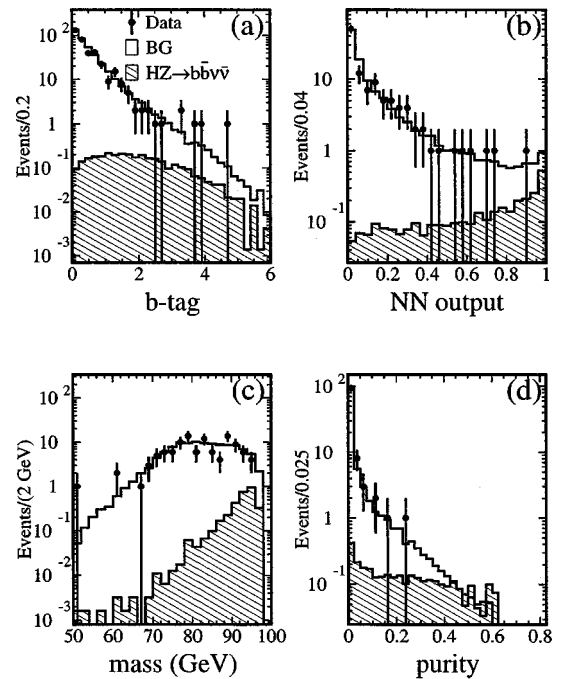 (a)
Data
BG
HZ→bb̄νν̄
Events/0.2
10²
10
1
10⁻¹
10⁻²
10⁻³
0 2 4 6
b-tag
(b)
Events/0.04
10
1
10⁻¹
0 0.2 0.4 0.6 0.8 1
NN output
(c)
Events/(2 GeV)
10²
10
1
10⁻¹
10⁻²
10⁻³
50 60 70 80 90 100
mass (GeV)
(d)
Events/0.025
10²
10
1
10⁻¹
0 0.2 0.4 0.6 0.8
purity